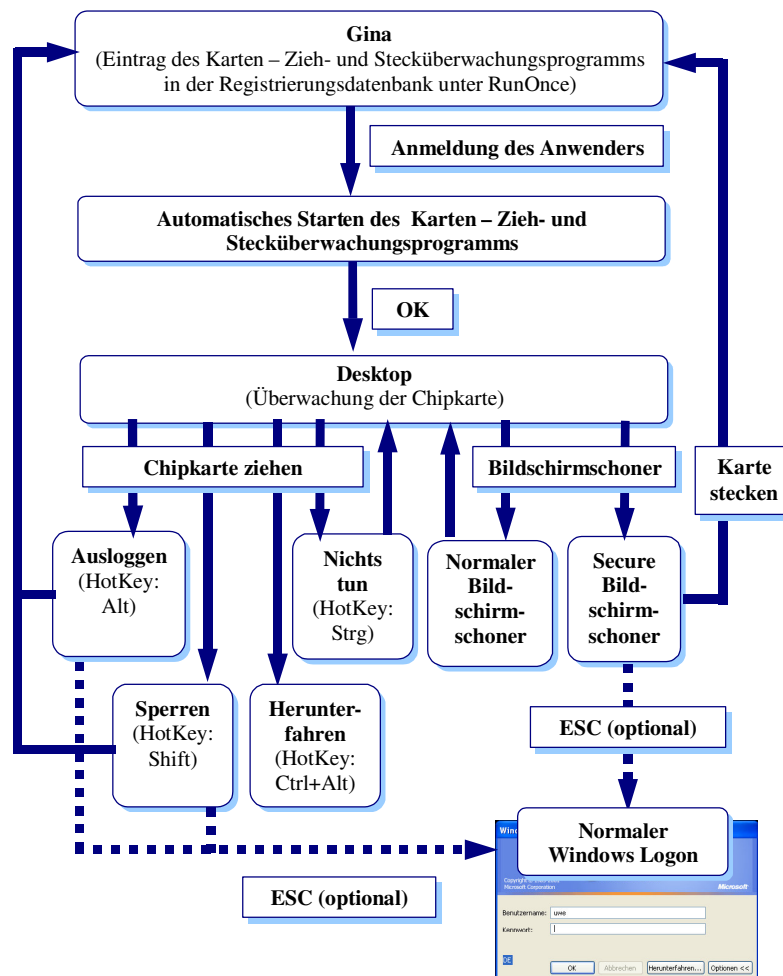 Gina
(Eintrag des Karten – Zieh- und Stecküberwachungsprogramms
in der Registrierungsdatenbank unter RunOnce)
Anmeldung des Anwenders
Automatisches Starten des Karten – Zieh- und
Stecküberwachungsprogramms
OK
Desktop
(Überwachung der Chipkarte)
Chipkarte ziehen
Bildschirmschoner
Karte
stecken
Ausloggen
(HotKey:
Alt)
Nichts
tun
(HotKey:
Strg)
Normaler
Bild-
schirm-
schoner
Secure
Bild-
schirm-
schoner
Sperren
(HotKey:
Shift)
Herunter-
fahren
(HotKey:
Ctrl+Alt)
ESC (optional)
Normaler
Windows Logon
ESC (optional)
Microsoft Corporation
Microsoft
Benutzername:
uwe
Kennwort:
DE
OK
Abbrechen
Herunterfahren...
Optionen <<